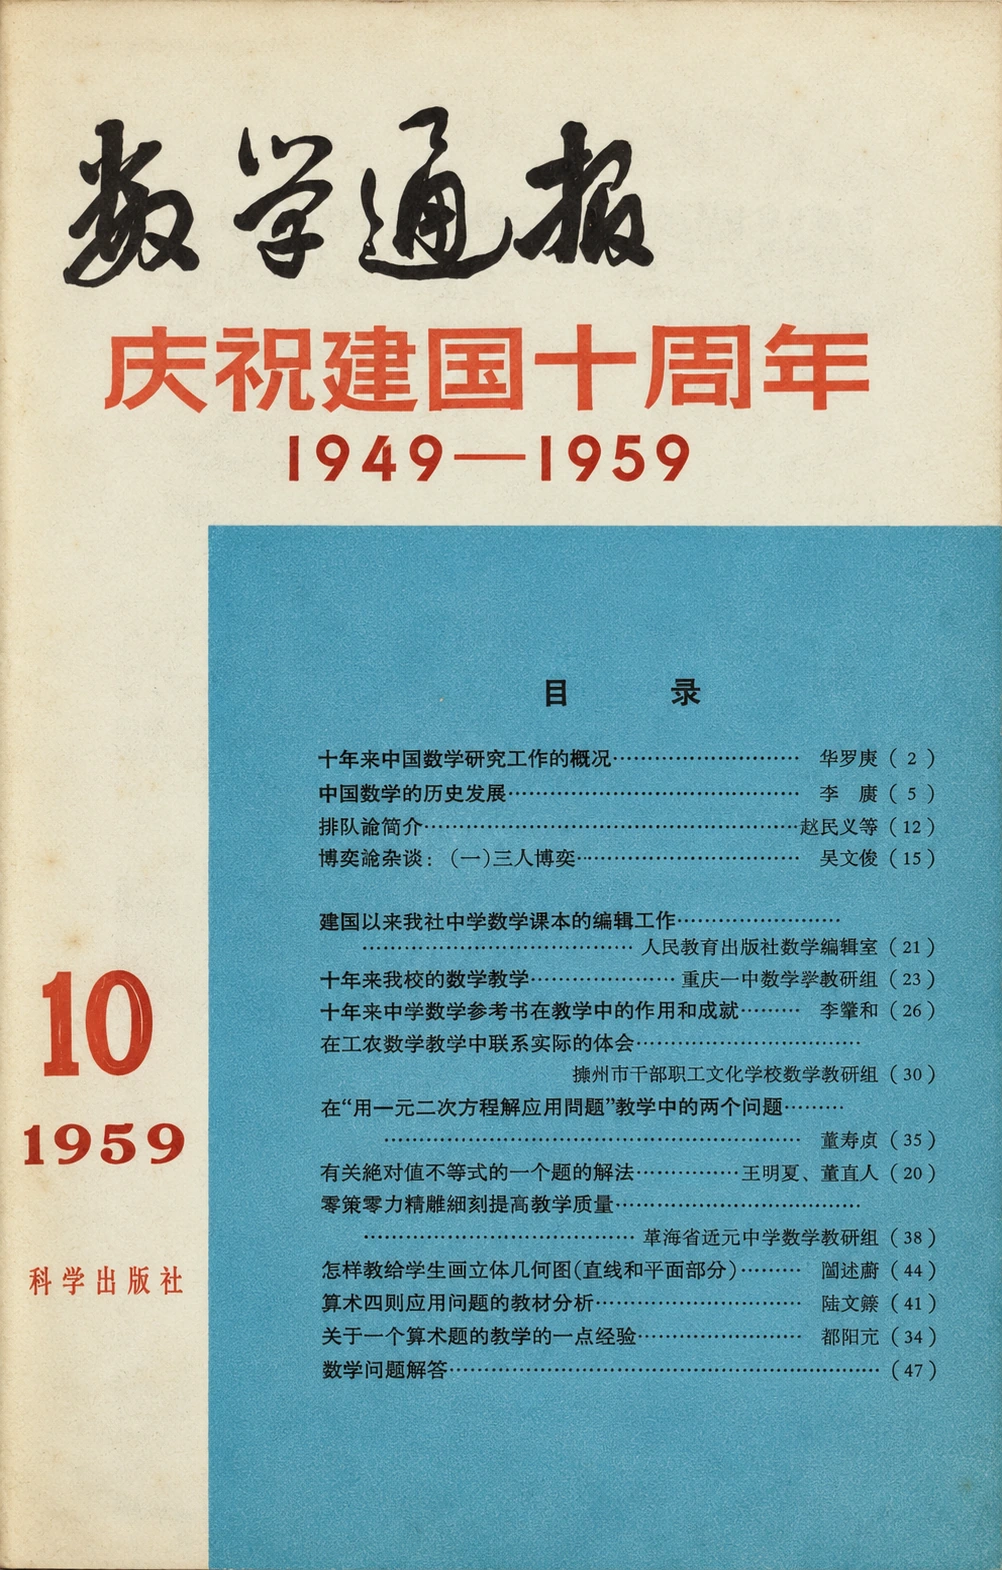 数学通报
庆祝建国十周年
1949—1959
目 录
十年来中国数学研究工作的概况………………………… 华罗庚 ( 2 )
中国数学的历史发展…………………………………… 李 ( 5 )
排队简介…………………………………………………赵民义等 (12)
博奕杂谈: (一)三人博奕…………………………… 吴文俊 (15)
建国以来我社中学数学课本的编辑工作……………………
…………………………………… 人民教育出版社数学编辑室 (21)
十年来我校的数学教学………………… 重庆一中数学教研组 (23)
十年来中学数学参考书在教学中的作用和成就……… 李肇和 (26)
在工农数学教学中联系实际的体会……………………………
州市干部职工文化学校数学教研组 (30)
在“用一元二次方程解应用問題”教学中的两个问题………
……………………………………………………… 董寿贞 (35)
有关絶对值不等式的一个题的解法……………王明夏、董直人 (20)
零策零力精雕細刻提高教学质量………………………………
…………………………………… 海省元中学数学教研组 (38)
怎样教给学生画立体几何图(直线和平面部分)……… 述蔚 (44)
算术四则应用问题的教材分析………………………… 陆文 (41)
关于一个算术题的教学的一点经验…………………… 都阳 (34)
数学问题解答………………………………………………………… (47)
10
1959
科学出版社